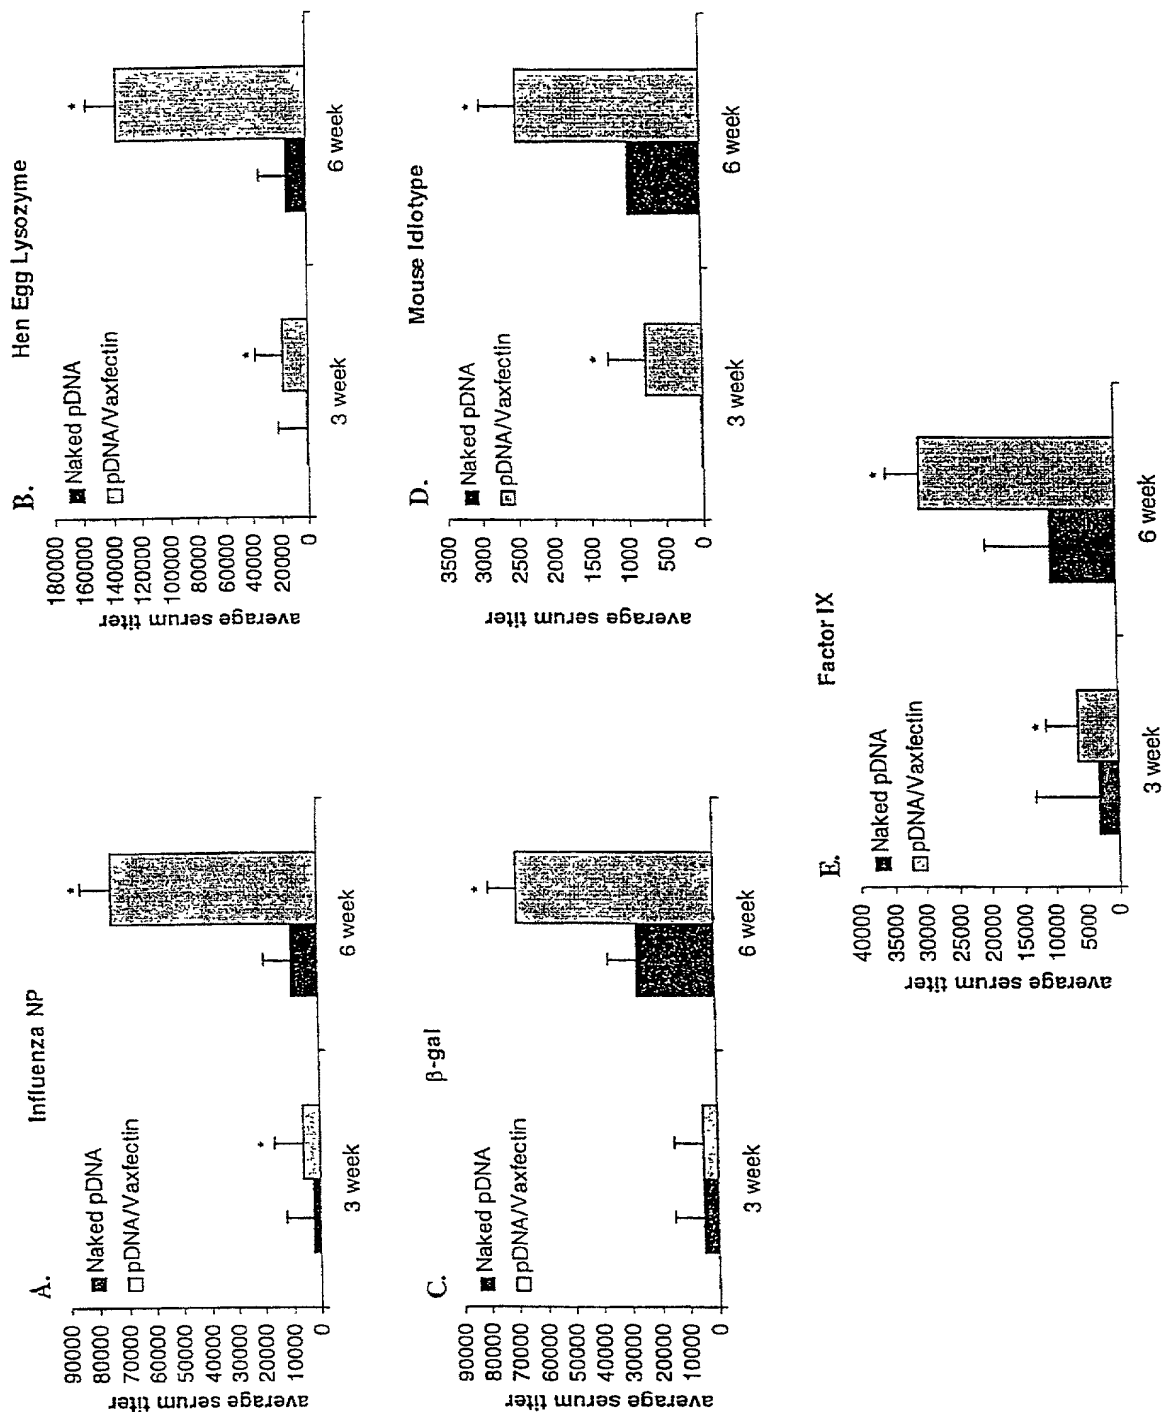 A.
Influenza NP
Naked pDNA
pDNA/Vaxfectin
average serum titer
90000
80000
70000
60000
50000
40000
30000
20000
10000
0
*
*
3 week
6 week
B.
Hen Egg Lysozyme
Naked pDNA
pDNA/Vaxfectin
average serum titer
180000
160000
140000
120000
100000
80000
60000
40000
20000
0
*
*
3 week
6 week
C.
β-gal
Naked pDNA
pDNA/Vaxfectin
average serum titer
90000
80000
70000
60000
50000
40000
30000
20000
10000
0
*
3 week
6 week
D.
Mouse Idiotype
Naked pDNA
pDNA/Vaxfectin
average serum titer
3500
3000
2500
2000
1500
1000
500
0
*
*
3 week
6 week
E.
Factor IX
Naked pDNA
pDNA/Vaxfectin
average serum titer
40000
35000
30000
25000
20000
15000
10000
5000
0
*
*
3 week
6 week